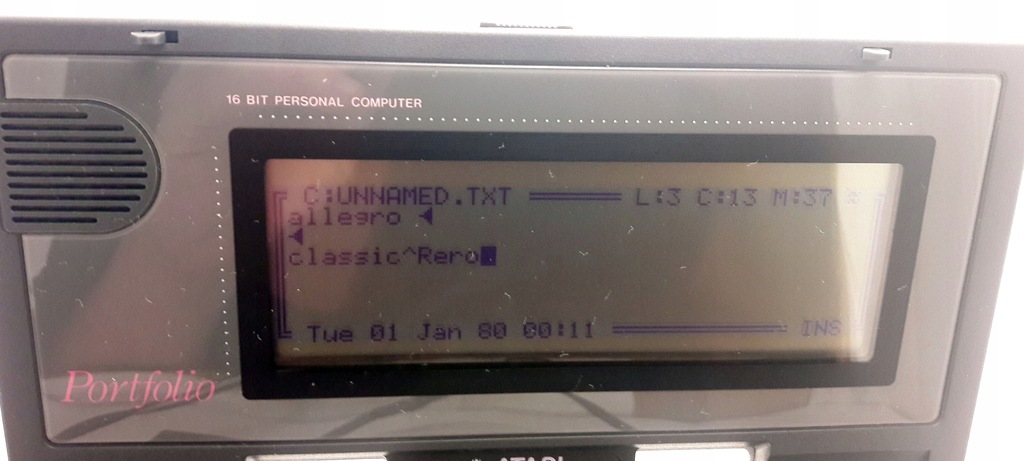 16 BIT PERSONAL COMPUTER
C:UNNAMED.TXT L:3 C:13 M:37
allegro
classic^Rero
Tue 01 Jan 80 00:11 INS
Portfolio
ATARI